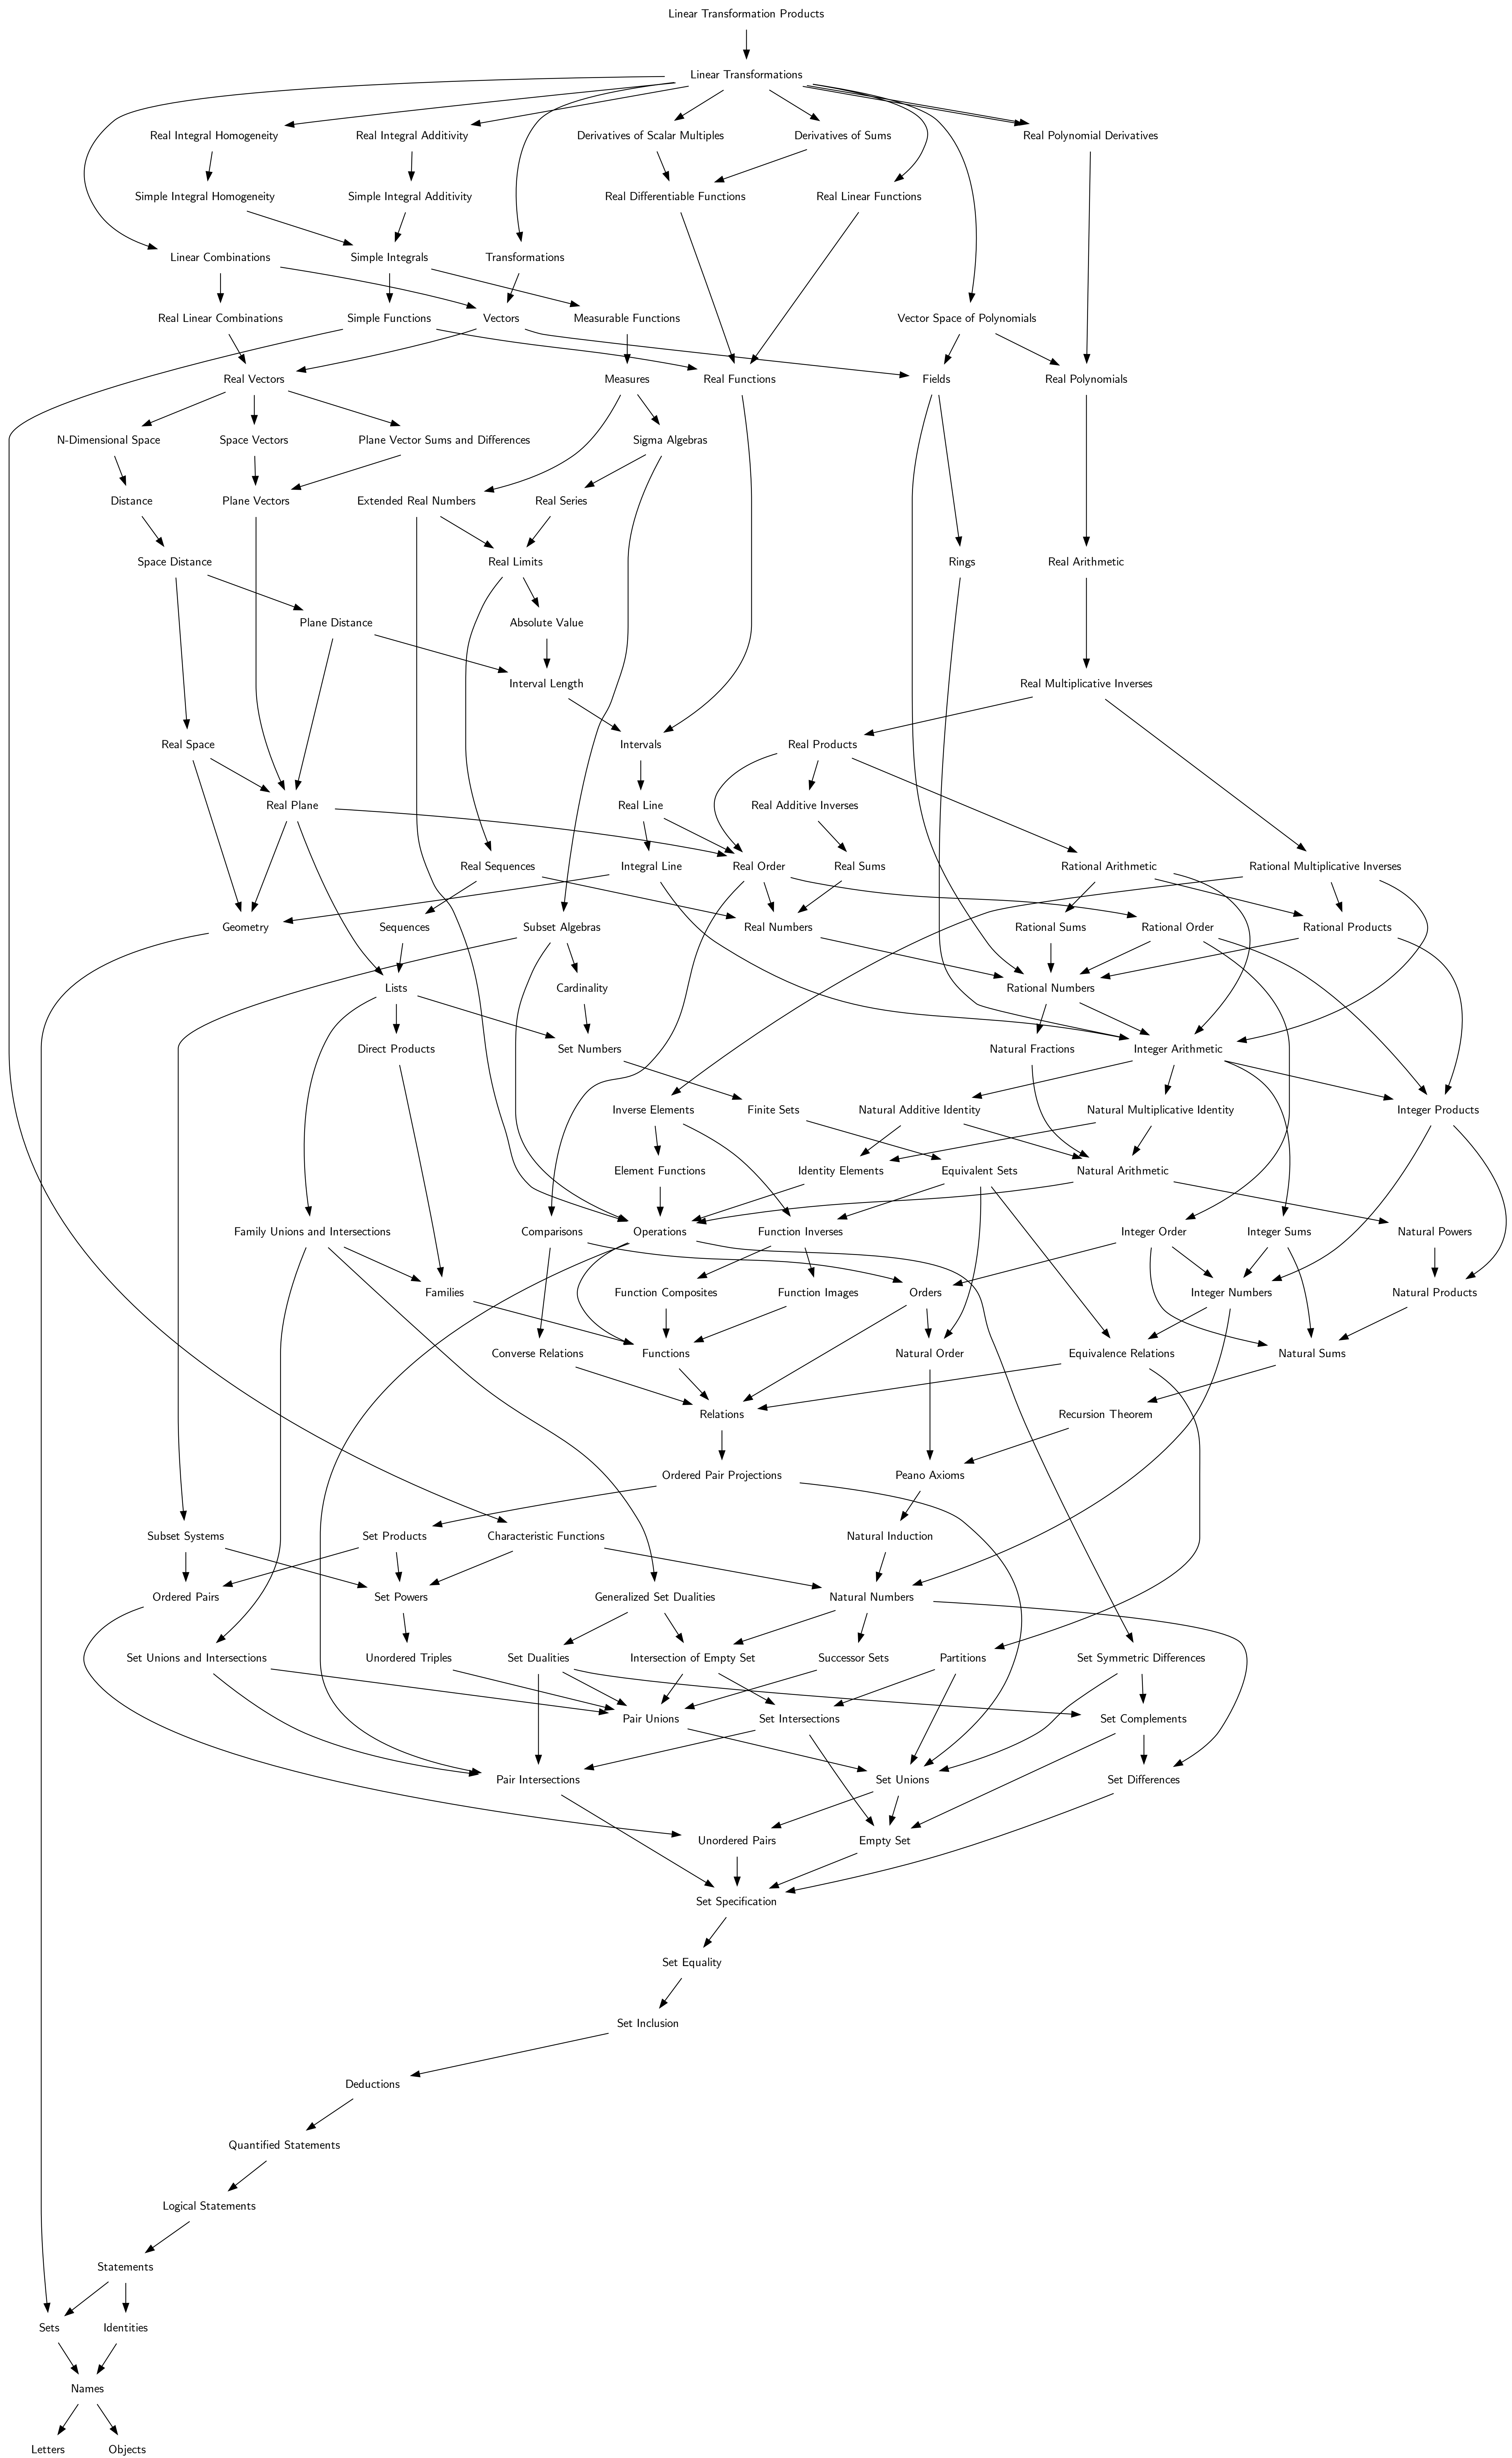 Linear Transformation Products
Linear Transformations
Real Integral Homogeneity
Real Integral Additivity
Derivatives of Scalar Multiples
Derivatives of Sums
Real Polynomial Derivatives
Simple Integral Homogeneity
Simple Integral Additivity
Real Differentiable Functions
Real Linear Functions
Linear Combinations
Simple Integrals
Transformations
Real Linear Combinations
Simple Functions
Vectors
Measurable Functions
Vector Space of Polynomials
Real Vectors
Measures
Real Functions
Fields
Real Polynomials
N-Dimensional Space
Space Vectors
Plane Vector Sums and Differences
Sigma Algebras
Distance
Plane Vectors
Extended Real Numbers
Real Series
Space Distance
Real Limits
Rings
Real Arithmetic
Plane Distance
Absolute Value
Interval Length
Real Multiplicative Inverses
Real Space
Intervals
Real Products
Real Plane
Real Line
Real Additive Inverses
Real Sequences
Integral Line
Real Order
Real Sums
Rational Arithmetic
Rational Multiplicative Inverses
Geometry
Sequences
Subset Algebras
Real Numbers
Rational Sums
Rational Order
Rational Products
Lists
Cardinality
Rational Numbers
Direct Products
Set Numbers
Natural Fractions
Integer Arithmetic
Inverse Elements
Finite Sets
Natural Additive Identity
Natural Multiplicative Identity
Integer Products
Element Functions
Identity Elements
Equivalent Sets
Natural Arithmetic
Family Unions and Intersections
Comparisons
Operations
Function Inverses
Integer Order
Integer Sums
Natural Powers
Families
Function Composites
Function Images
Orders
Integer Numbers
Natural Products
Converse Relations
Functions
Natural Order
Equivalence Relations
Natural Sums
Relations
Recursion Theorem
Ordered Pair Projections
Peano Axioms
Subset Systems
Set Products
Characteristic Functions
Natural Induction
Ordered Pairs
Set Powers
Generalized Set Dualities
Natural Numbers
Set Unions and Intersections
Unordered Triples
Set Dualities
Intersection of Empty Set
Successor Sets
Partitions
Set Symmetric Differences
Pair Unions
Set Intersections
Set Complements
Pair Intersections
Set Unions
Set Differences
Unordered Pairs
Empty Set
Set Specification
Set Equality
Set Inclusion
Deductions
Quantified Statements
Logical Statements
Statements
Sets
Identities
Names
Letters
Objects